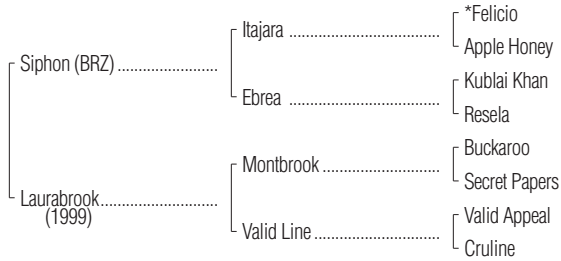 *Felicio
Itajara
Apple Honey
Siphon (BRZ)
Kublai Khan
Ebrea
Resela
Buckaroo
Montbrook
Secret Papers
Laurabrook
(1999)
Valid Appeal
Valid Line
Cruline